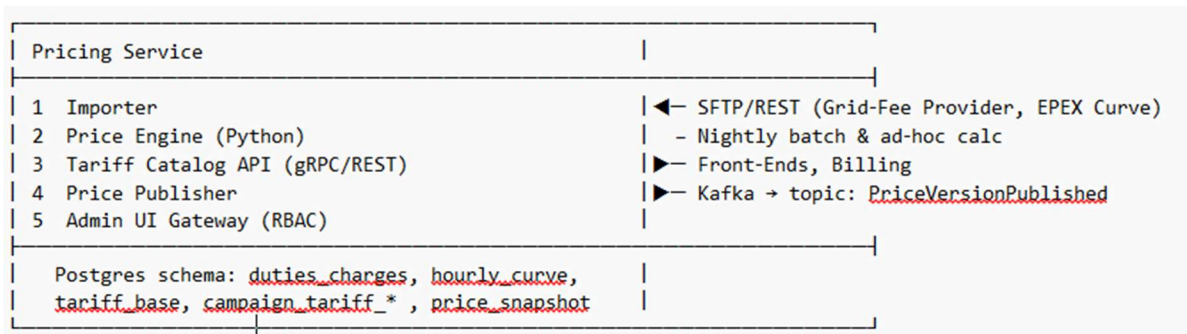 Pricing Service
1 Importer ◄— SFTP/REST (Grid-Fee Provider, EPEX Curve)
2 Price Engine (Python) – Nightly batch & ad-hoc calc
3 Tariff Catalog API (gRPC/REST) ►— Front-Ends, Billing
4 Price Publisher ►— Kafka → topic: PriceVersionPublished
5 Admin UI Gateway (RBAC)
Postgres schema: duties_charges, hourly_curve,
tariff_base, campaign_tariff_* , price_snapshot